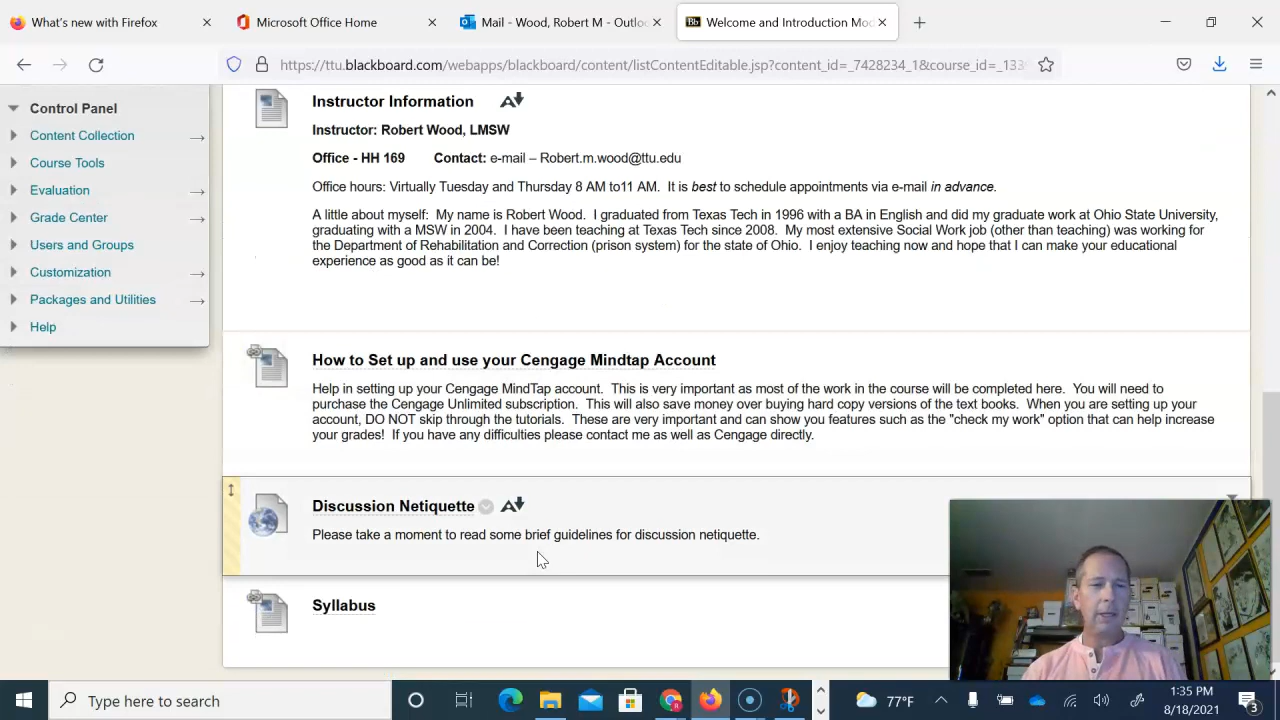 What's new with Firefox
Microsoft Office Home
Mail - Wood, Robert M - Outlo
Bb
Welcome and Introduction Mod
https://ttu.blackboard.com/webapps/blackboard/content/listContentEditable.jsp?content_id=_7428234_1&course_id=_133
Control Panel
Content Collection
Course Tools
Evaluation
Grade Center
Users and Groups
Customization
Packages and Utilities
Help
Instructor Information
Instructor: Robert Wood, LMSW
Office - HH 169 Contact: e-mail – Robert.m.wood@ttu.edu
Office hours: Virtually Tuesday and Thursday 8 AM to11 AM. It is best to schedule appointments via e-mail in advance.
A little about myself: My name is Robert Wood. I graduated from Texas Tech in 1996 with a BA in English and did my graduate work at Ohio State University,
graduating with a MSW in 2004. I have been teaching at Texas Tech since 2008. My most extensive Social Work job (other than teaching) was working for
the Department of Rehabilitation and Correction (prison system) for the state of Ohio. I enjoy teaching now and hope that I can make your educational
experience as good as it can be!
How to Set up and use your Cengage Mindtap Account
Help in setting up your Cengage MindTap account. This is very important as most of the work in the course will be completed here. You will need to
purchase the Cengage Unlimited subscription. This will also save money over buying hard copy versions of the text books. When you are setting up your
account, DO NOT skip through the tutorials. These are very important and can show you features such as the "check my work" option that can help increase
your grades! If you have any difficulties please contact me as well as Cengage directly.
Discussion Netiquette
Please take a moment to read some brief guidelines for discussion netiquette.
Syllabus
Type here to search
77°F
1:35 PM
8/18/2021
3